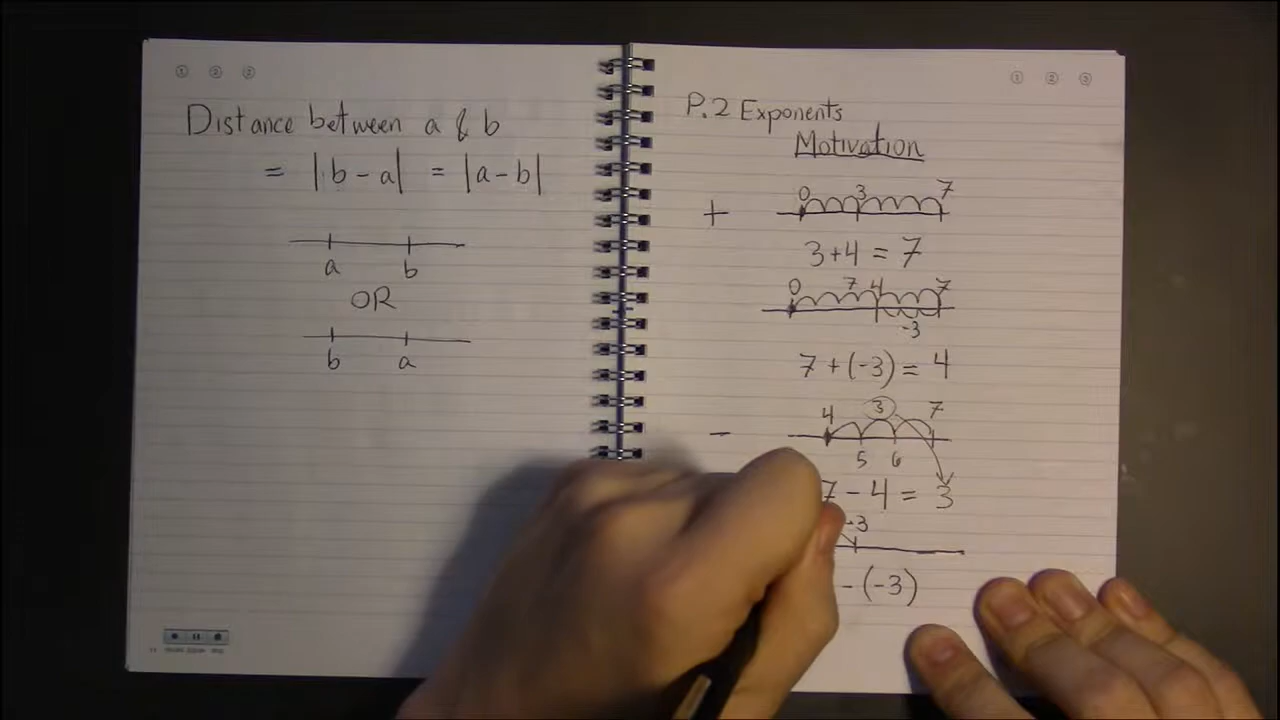 ① ② ③
Distance between a & b
= |b - a| = |a - b|
a b
OR
b a
① ② ③
P.2 Exponents
Motivation
0 3 7
+
3+4 = 7
0 7 4 7
-3
7 + (-3) = 4
4 3 7
-
5 6
7 - 4 = 3
-3
- (-3)